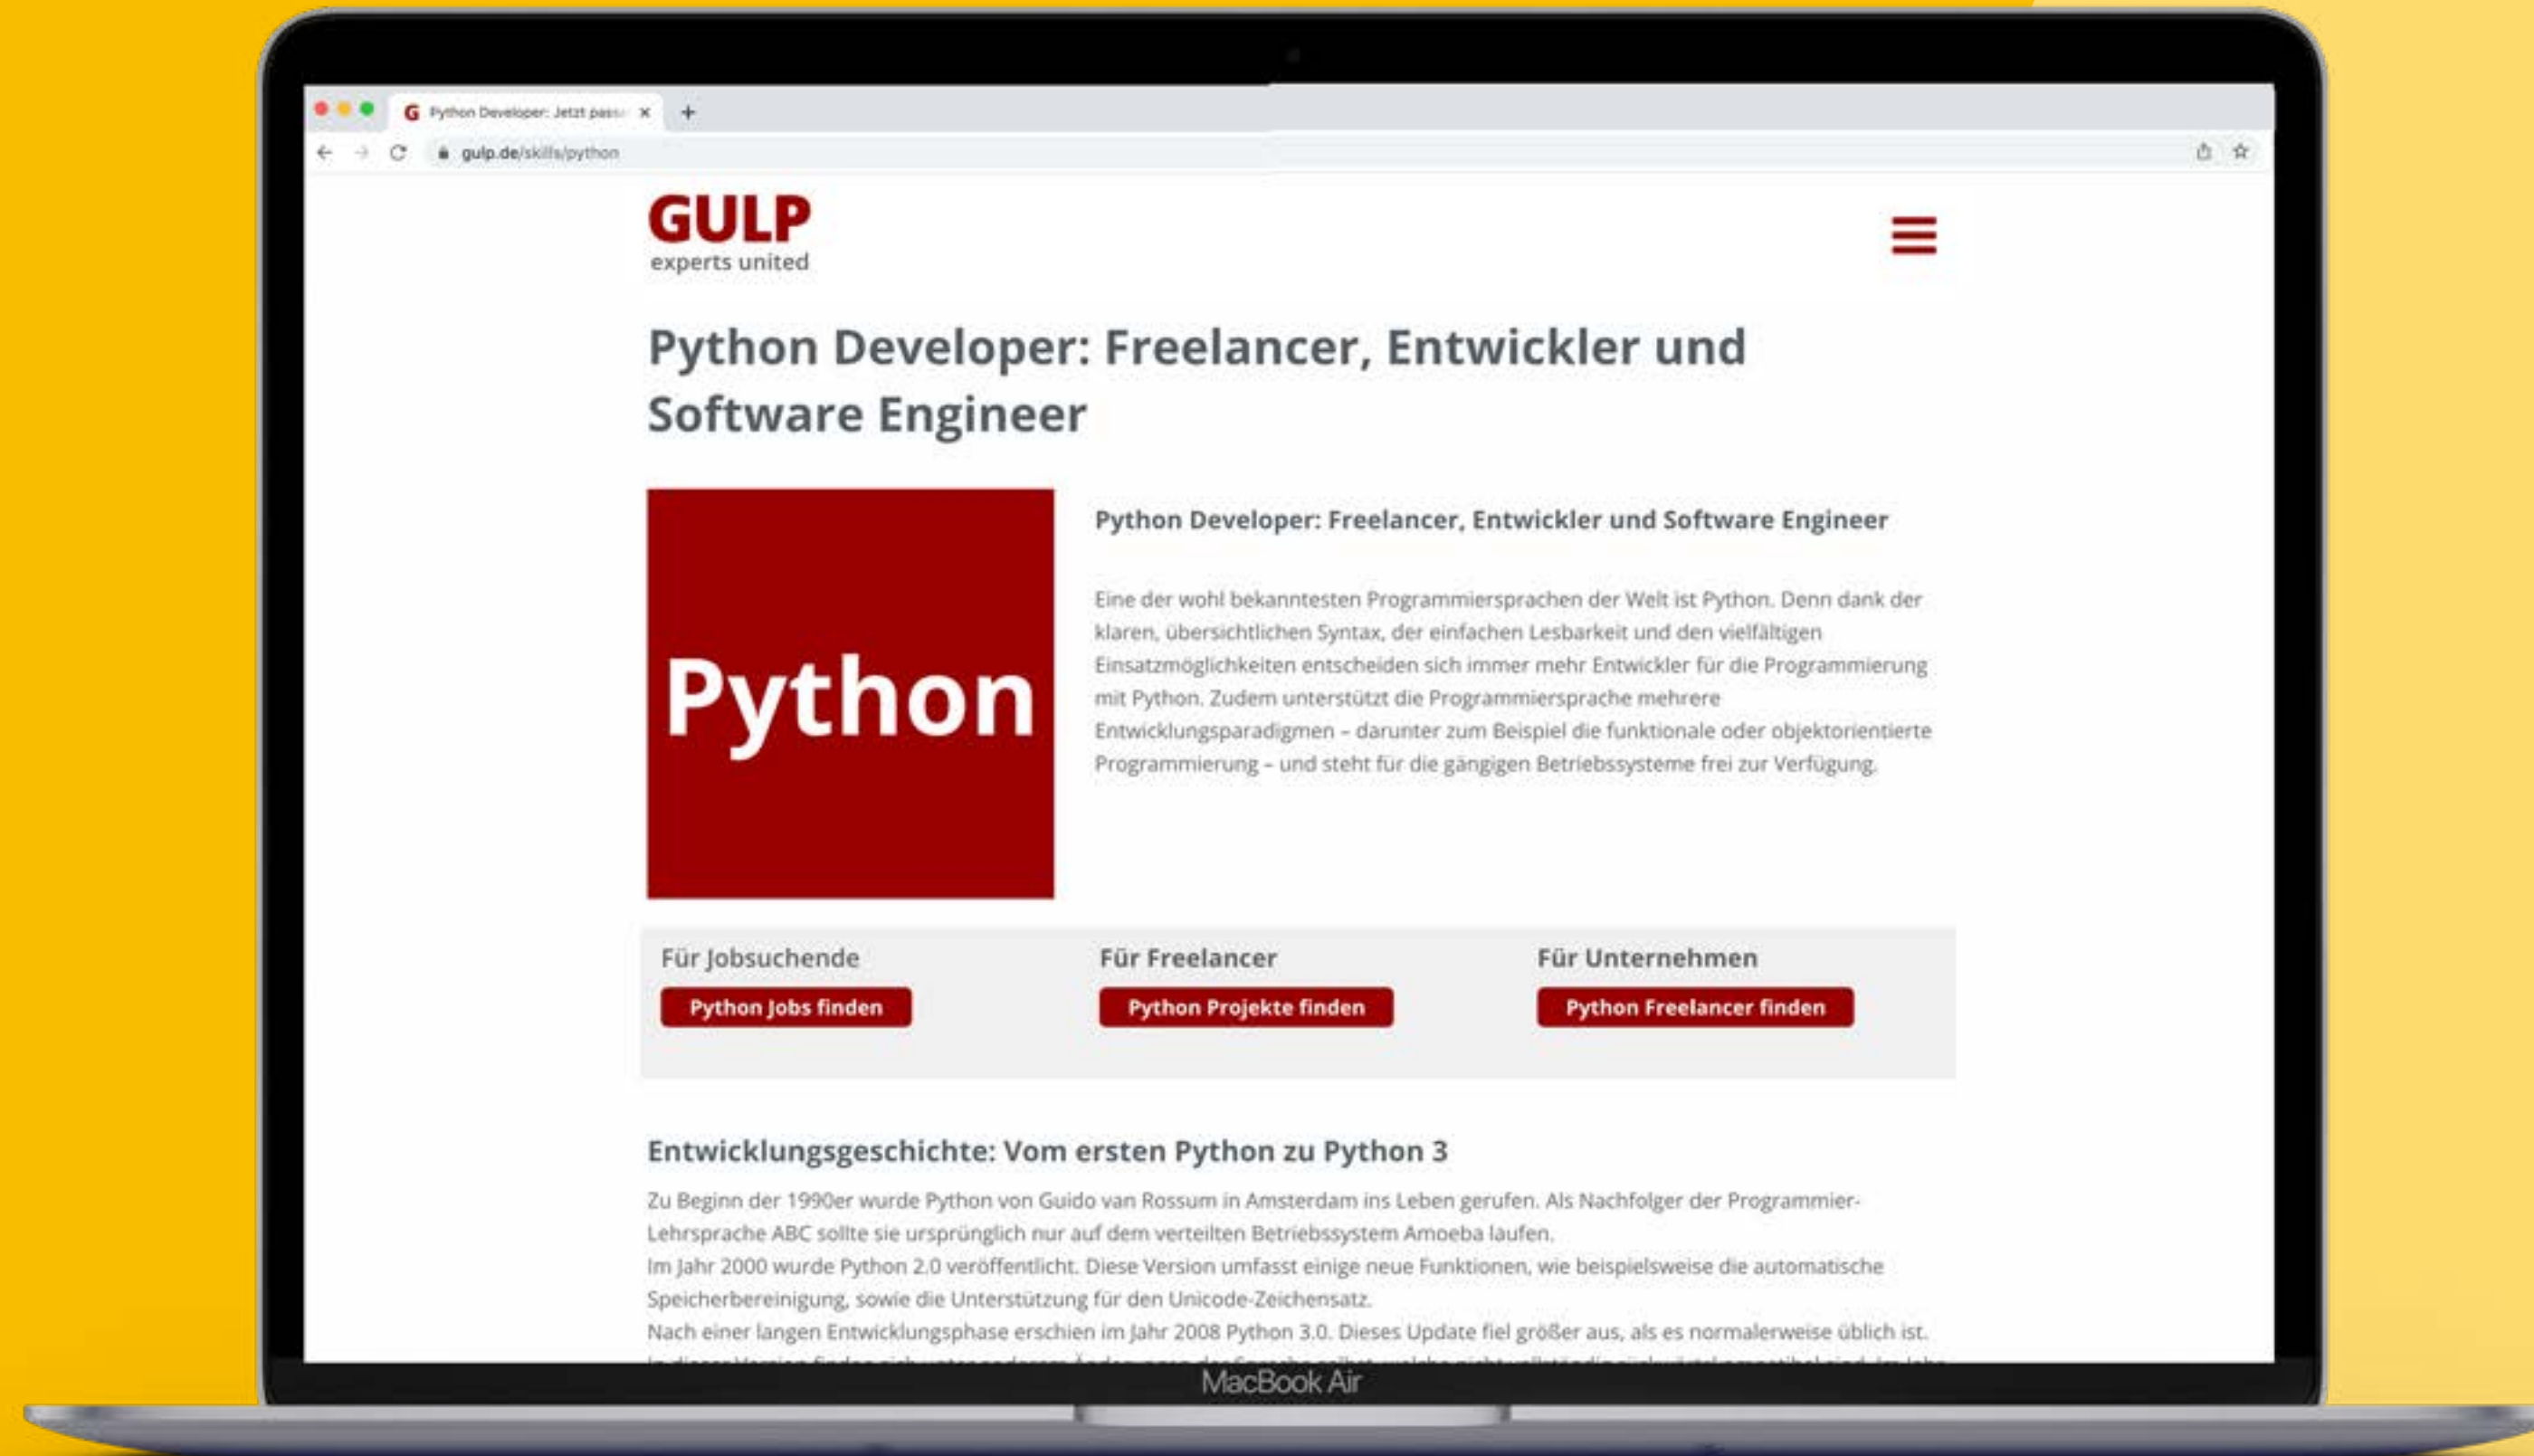 G Python Developer: Jetzt pass
gulp.de/skills/python
GULP
experts united
Python Developer: Freelancer, Entwickler und
Software Engineer
Python
Python Developer: Freelancer, Entwickler und Software Engineer
Eine der wohl bekanntesten Programmiersprachen der Welt ist Python. Denn dank der
klaren, übersichtlichen Syntax, der einfachen Lesbarkeit und den vielfältigen
Einsatzmöglichkeiten entscheiden sich immer mehr Entwickler für die Programmierung
mit Python. Zudem unterstützt die Programmiersprache mehrere
Entwicklungsparadigmen – darunter zum Beispiel die funktionale oder objektorientierte
Programmierung – und steht für die gängigen Betriebssysteme frei zur Verfügung.
Für Jobsuchende
Python Jobs finden
Für Freelancer
Python Projekte finden
Für Unternehmen
Python Freelancer finden
Entwicklungsgeschichte: Vom ersten Python zu Python 3
Zu Beginn der 1990er wurde Python von Guido van Rossum in Amsterdam ins Leben gerufen. Als Nachfolger der Programmier-
Lehrsprache ABC sollte sie ursprünglich nur auf dem verteilten Betriebssystem Amoeba laufen.
Im Jahr 2000 wurde Python 2.0 veröffentlicht. Diese Version umfasst einige neue Funktionen, wie beispielsweise die automatische
Speicherbereinigung, sowie die Unterstützung für den Unicode-Zeichensatz.
Nach einer langen Entwicklungsphase erschien im Jahr 2008 Python 3.0. Dieses Update fiel größer aus, als es normalerweise üblich ist.
MacBook Air